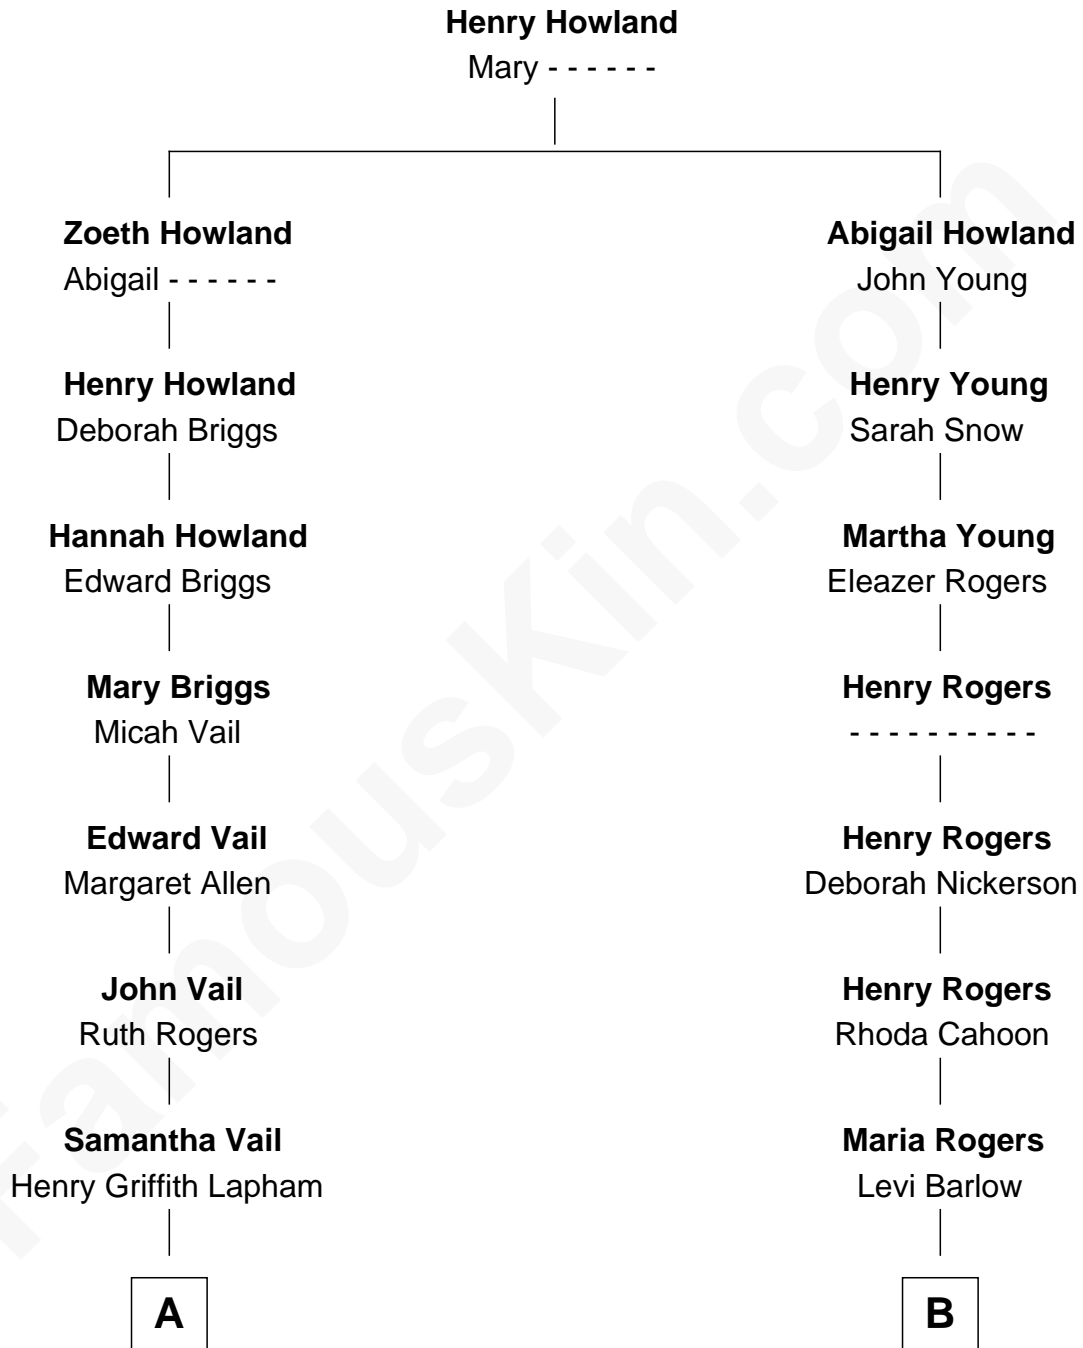 Henry Howland
Mary - - - - - -
Zoeth Howland
Abigail - - - - - -
Abigail Howland
John Young
Henry Howland
Deborah Briggs
Henry Young
Sarah Snow
Hannah Howland
Edward Briggs
Martha Young
Eleazer Rogers
Mary Briggs
Micah Vail
Henry Rogers
- - - - - - - - - -
Edward Vail
Margaret Allen
Henry Rogers
Deborah Nickerson
John Vail
Ruth Rogers
Henry Rogers
Rhoda Cahoon
Samantha Vail
Henry Griffith Lapham
Maria Rogers
Levi Barlow
A
B
FamousKin.com